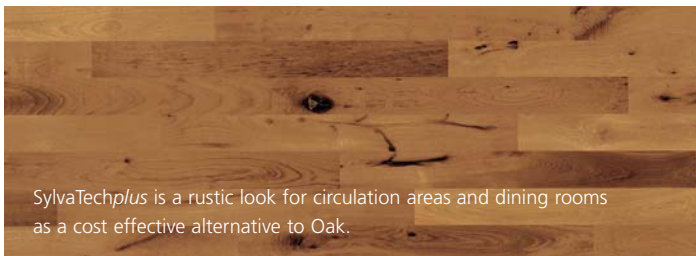 SylvaTechplus is a rustic look for circulation areas and dining rooms
as a cost effective alternative to Oak.